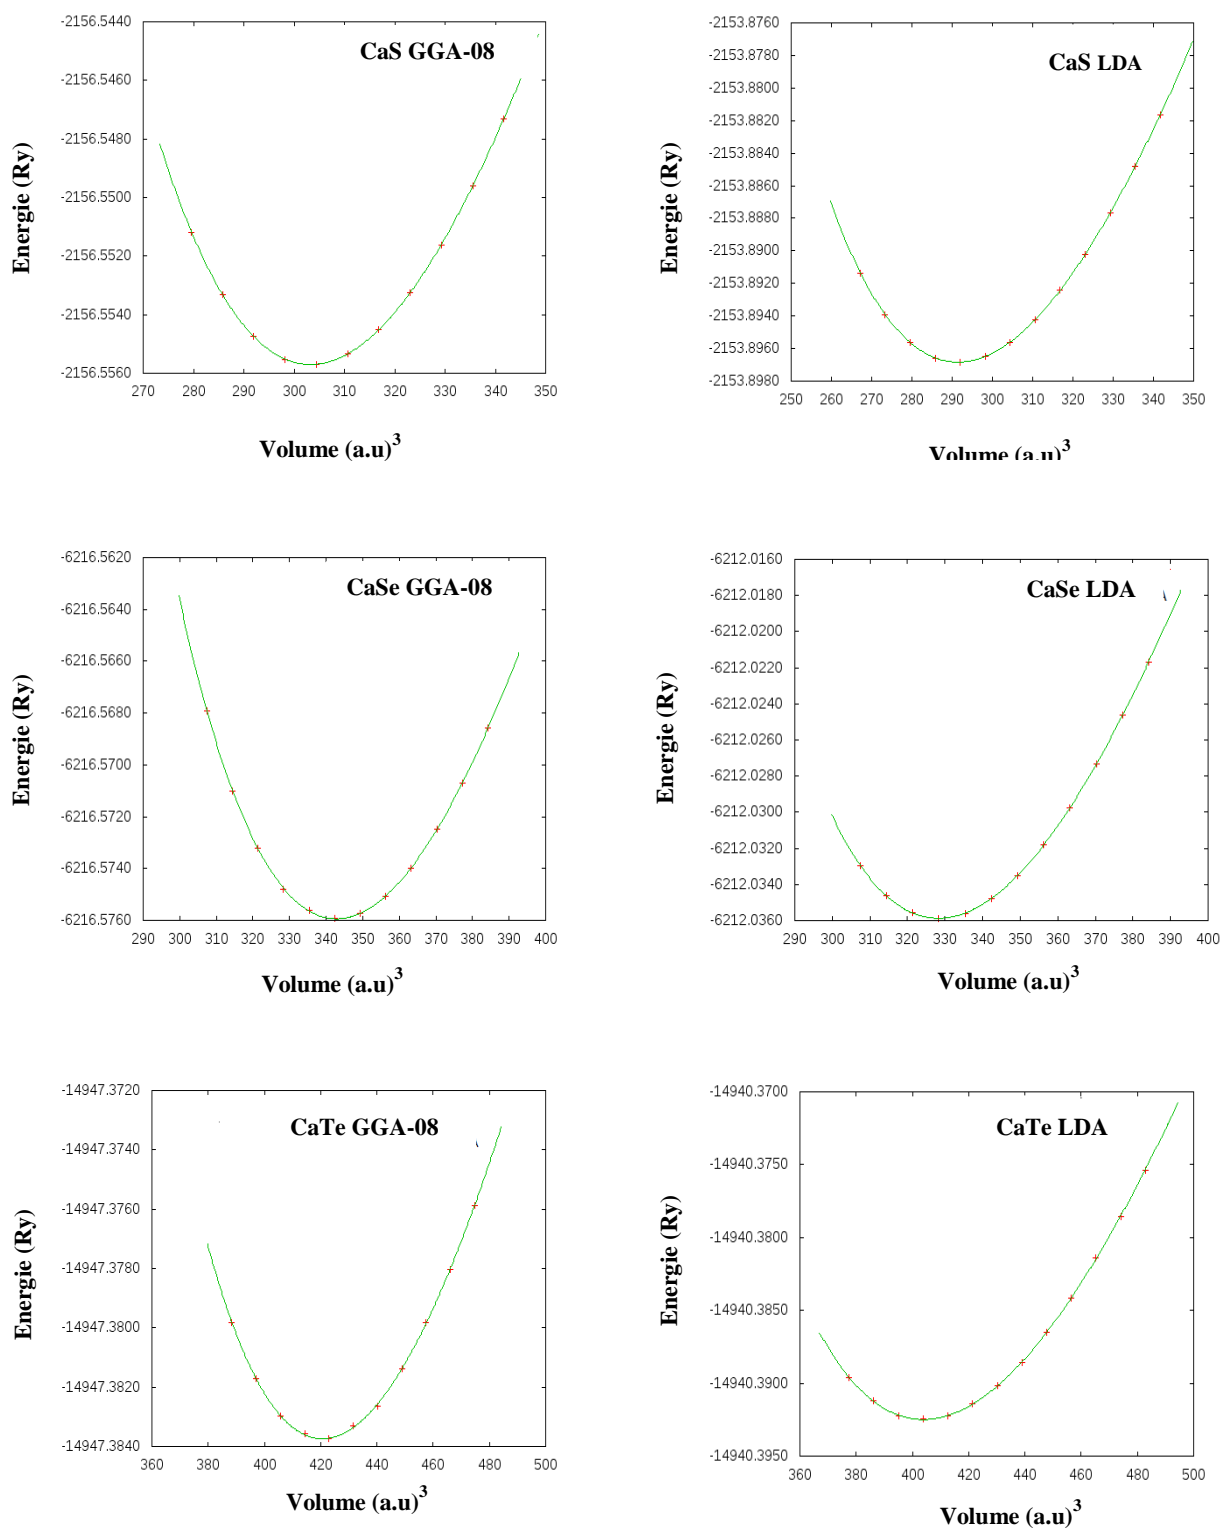 CaS GGA-08
Energie (Ry)
-2156.5440
-2156.5460
-2156.5480
-2156.5500
-2156.5520
-2156.5540
-2156.5560
270 280 290 300 310 320 330 340 350
Volume (a.u)3
CaS LDA
Energie (Ry)
-2153.8760
-2153.8780
-2153.8800
-2153.8820
-2153.8840
-2153.8860
-2153.8880
-2153.8900
-2153.8920
-2153.8940
-2153.8960
-2153.8980
250 260 270 280 290 300 310 320 330 340 350
Volume (a.u)3
CaSe GGA-08
Energie (Ry)
-6216.5620
-6216.5640
-6216.5660
-6216.5680
-6216.5700
-6216.5720
-6216.5740
-6216.5760
290 300 310 320 330 340 350 360 370 380 390 400
Volume (a.u)3
CaSe LDA
Energie (Ry)
-6212.0160
-6212.0180
-6212.0200
-6212.0220
-6212.0240
-6212.0260
-6212.0280
-6212.0300
-6212.0320
-6212.0340
-6212.0360
290 300 310 320 330 340 350 360 370 380 390 400
Volume (a.u)3
CaTe GGA-08
Energie (Ry)
-14947.3720
-14947.3740
-14947.3760
-14947.3780
-14947.3800
-14947.3820
-14947.3840
360 380 400 420 440 460 480 500
Volume (a.u)3
CaTe LDA
Energie (Ry)
-14940.3700
-14940.3750
-14940.3800
-14940.3850
-14940.3900
-14940.3950
360 380 400 420 440 460 480 500
Volume (a.u)3